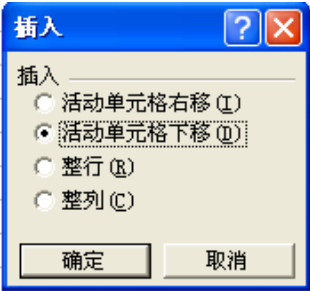 插入
插入
活动单元格右移(I)
活动单元格下移(D)
整行(R)
整列(C)
确定 取消